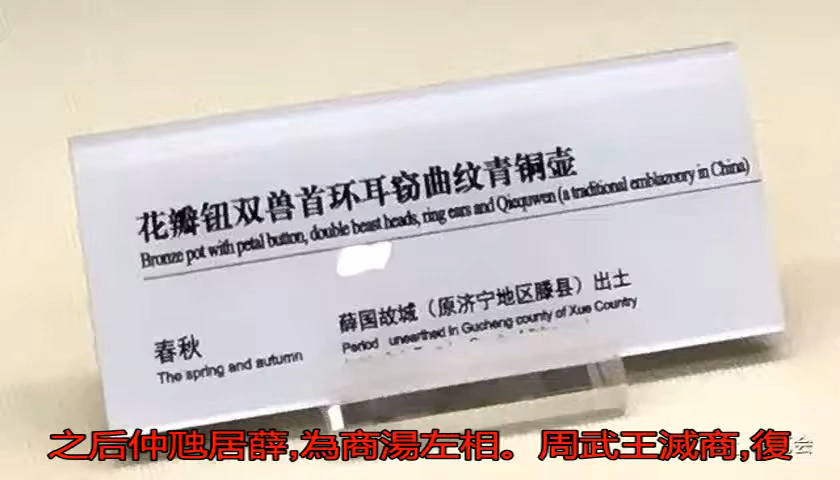 花瓣钮双兽首环耳窃曲纹青铜壶
Bronze pot with petal button, double beast heads, ring ears and Qiequwen (a traditional emblazonry in China)
薛国故城（原济宁地区滕县）出土
Period unearthed in Gucheng county of Xue Country
春秋
The spring and autumn
之后仲虺居薛,為商湯左相。周武王滅商,復